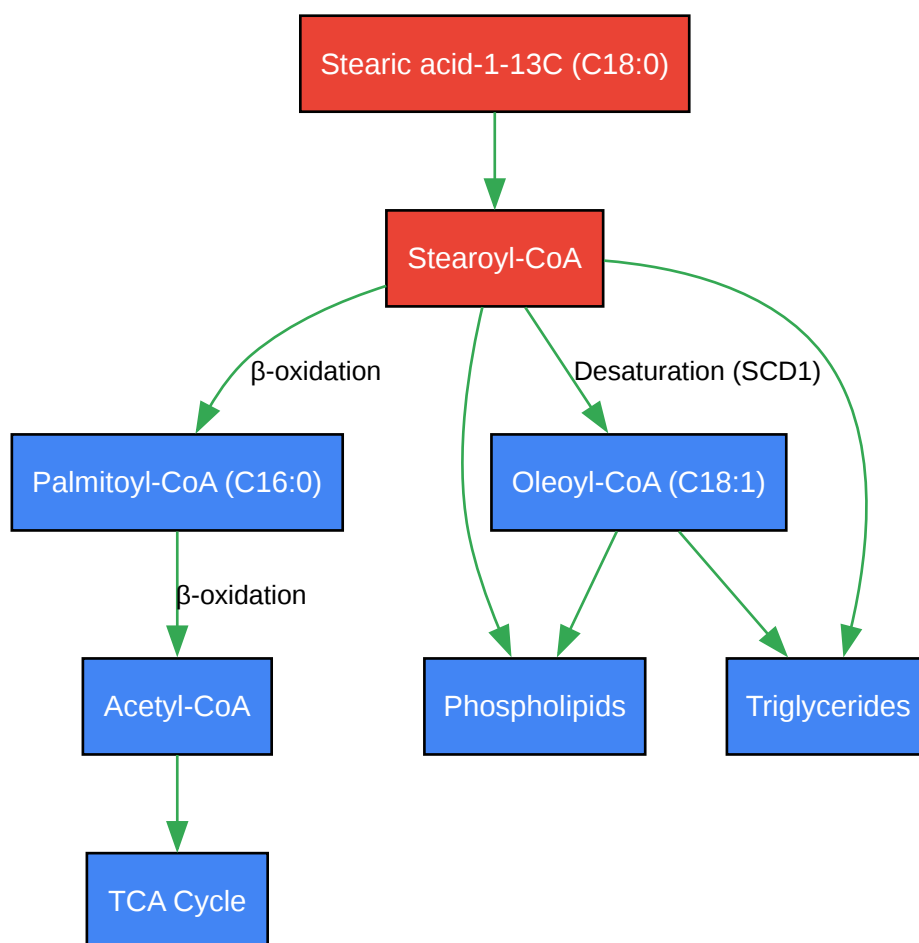 Stearic acid-1-13C (C18:0)
Stearoyl-CoA
β-oxidation
Desaturation (SCD1)
Palmitoyl-CoA (C16:0)
Oleoyl-CoA (C18:1)
β-oxidation
Acetyl-CoA
Phospholipids
Triglycerides
TCA Cycle